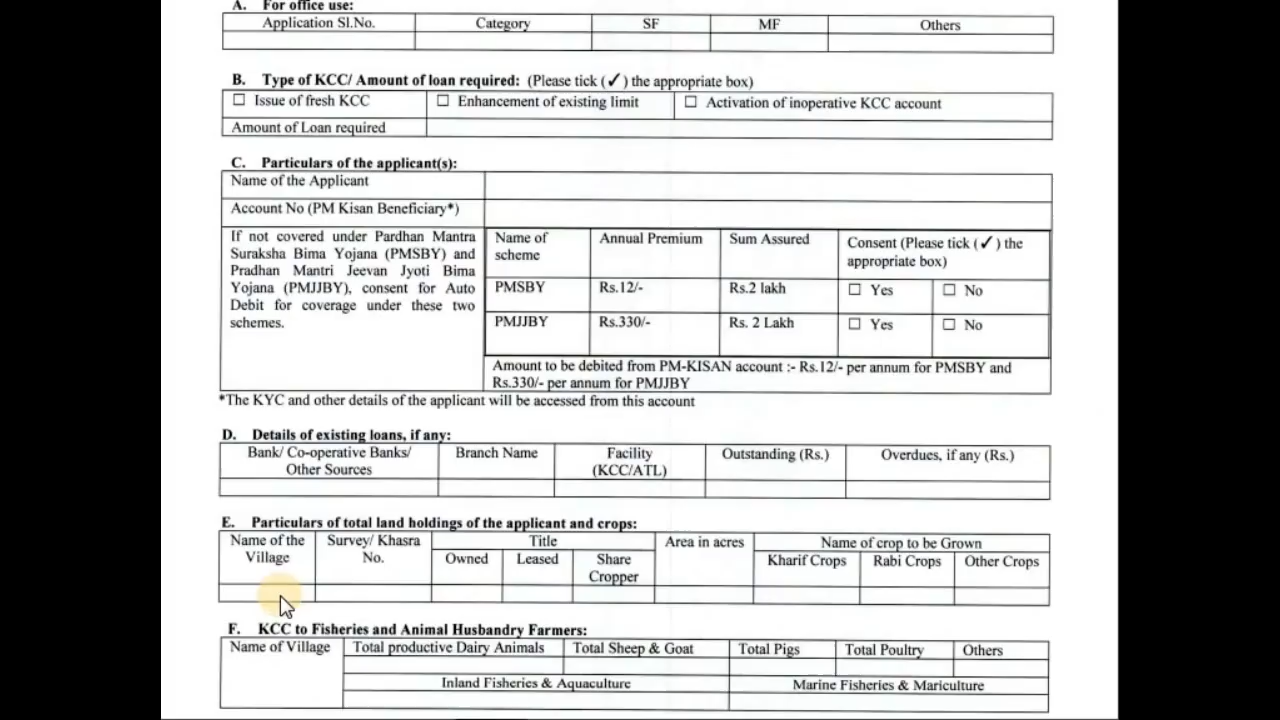 A. For office use:
Application Sl.No. Category SF MF Others
B. Type of KCC/ Amount of loan required: (Please tick (✓) the appropriate box)
☐ Issue of fresh KCC ☐ Enhancement of existing limit ☐ Activation of inoperative KCC account
Amount of Loan required
C. Particulars of the applicant(s):
Name of the Applicant
Account No (PM Kisan Beneficiary*)
If not covered under Pardhan Mantra
Suraksha Bima Yojana (PMSBY) and
Pradhan Mantri Jeevan Jyoti Bima
Yojana (PMJJBY), consent for Auto
Debit for coverage under these two
schemes.
Name of
scheme
Annual Premium
Sum Assured
Consent (Please tick (✓) the
appropriate box)
PMSBY Rs.12/- Rs.2 lakh ☐ Yes ☐ No
PMJJBY Rs.330/- Rs. 2 Lakh ☐ Yes ☐ No
Amount to be debited from PM-KISAN account :- Rs.12/- per annum for PMSBY and
Rs.330/- per annum for PMJJBY
*The KYC and other details of the applicant will be accessed from this account
D. Details of existing loans, if any:
Bank/ Co-operative Banks/
Other Sources
Branch Name
Facility
(KCC/ATL)
Outstanding (Rs.)
Overdues, if any (Rs.)
E. Particulars of total land holdings of the applicant and crops:
Name of the
Village
Survey/ Khasra
No.
Title
Owned Leased Share
Cropper
Area in acres
Name of crop to be Grown
Kharif Crops Rabi Crops Other Crops
F. KCC to Fisheries and Animal Husbandry Farmers:
Name of Village Total productive Dairy Animals Total Sheep & Goat Total Pigs Total Poultry Others
Inland Fisheries & Aquaculture Marine Fisheries & Mariculture